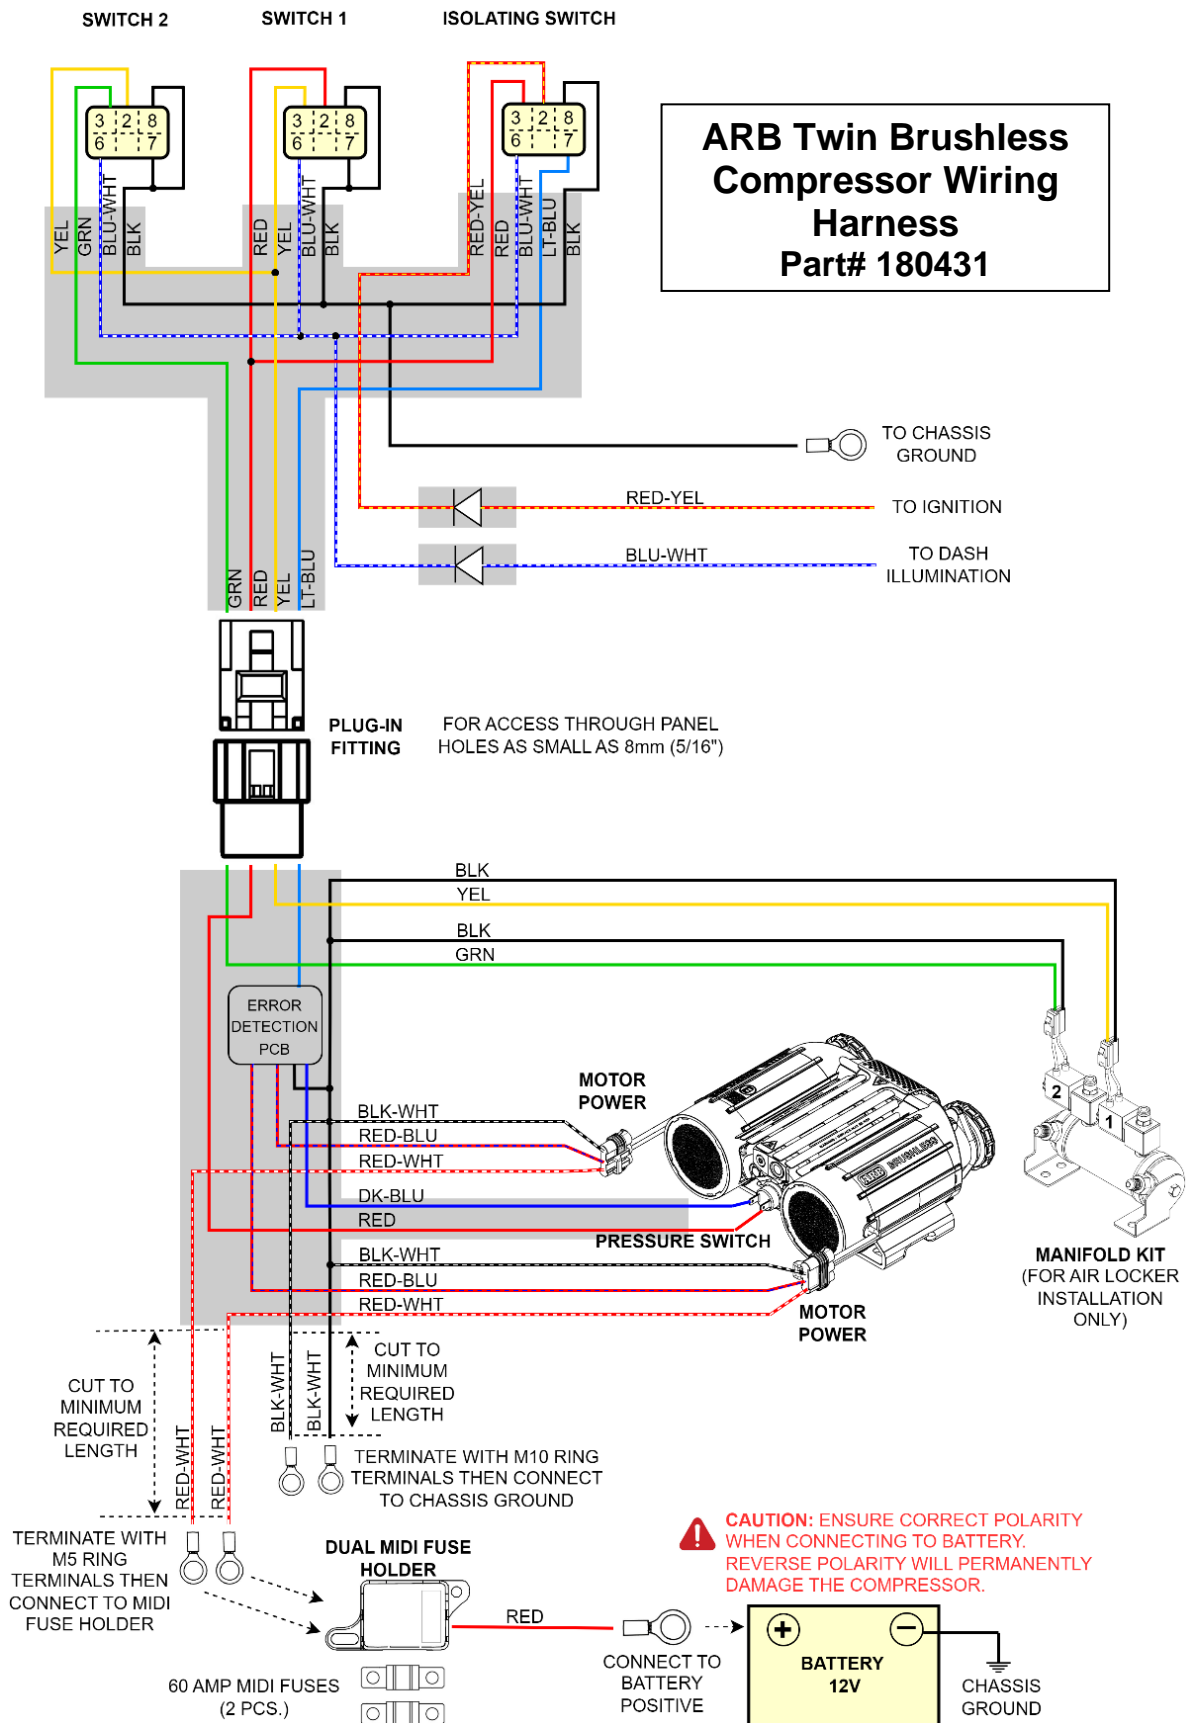 SWITCH 2
SWITCH 1
ISOLATING SWITCH
3 2 8
6 7
3 2 8
6 7
3 2 8
6 7
ARB Twin Brushless
Compressor Wiring
Harness
Part# 180431
YEL
GRN
BLU-WHT
BLK
RED
YEL
BLU-WHT
BLK
RED-YEL
RED
BLU-WHT
LT-BLU
BLK
TO CHASSIS
GROUND
RED-YEL
TO IGNITION
BLU-WHT
TO DASH
ILLUMINATION
GRN
RED
YEL
LT-BLU
PLUG-IN
FITTING
FOR ACCESS THROUGH PANEL
HOLES AS SMALL AS 8mm (5/16")
BLK
YEL
BLK
GRN
ERROR
DETECTION
PCB
MOTOR
POWER
2
1
BLK-WHT
RED-BLU
RED-WHT
DK-BLU
RED
PRESSURE SWITCH
BRUSHLESS
BLK-WHT
RED-BLU
RED-WHT
MOTOR
POWER
MANIFOLD KIT
(FOR AIR LOCKER
INSTALLATION
ONLY)
CUT TO
MINIMUM
REQUIRED
LENGTH
CUT TO
MINIMUM
REQUIRED
LENGTH
RED-WHT
RED-WHT
BLK-WHT
BLK-WHT
TERMINATE WITH M10 RING
TERMINALS THEN CONNECT
TO CHASSIS GROUND
TERMINATE WITH
M5 RING
TERMINALS THEN
CONNECT TO MIDI
FUSE HOLDER
DUAL MIDI FUSE
HOLDER
CAUTION: ENSURE CORRECT POLARITY
WHEN CONNECTING TO BATTERY.
REVERSE POLARITY WILL PERMANENTLY
DAMAGE THE COMPRESSOR.
RED
CONNECT TO
BATTERY
POSITIVE
+ −
BATTERY
12V
CHASSIS
GROUND
60 AMP MIDI FUSES
(2 PCS.)